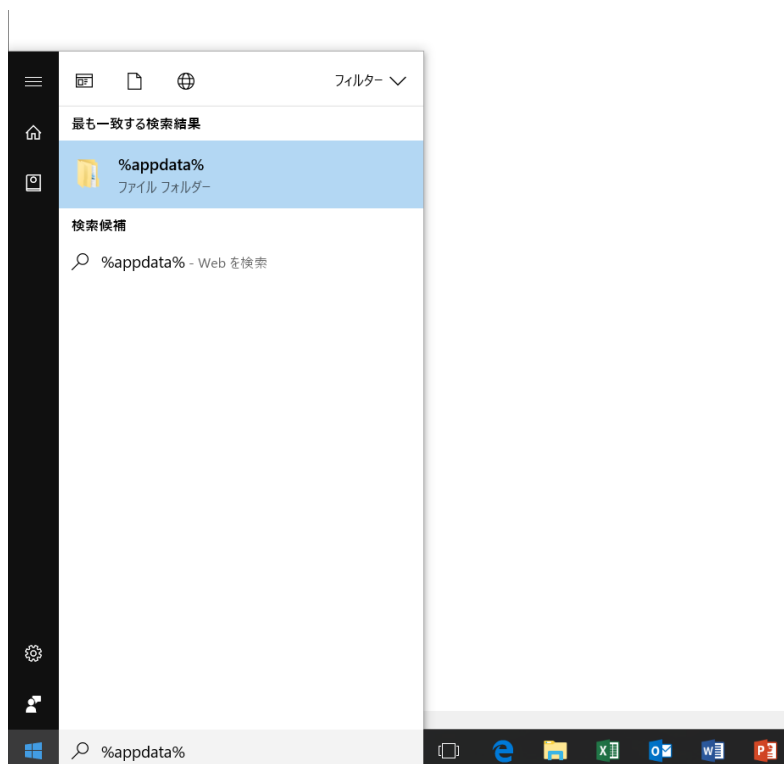 フィルター
最も一致する検索結果
%appdata%
ファイル フォルダー
検索候補
%appdata% - Web を検索
%appdata%